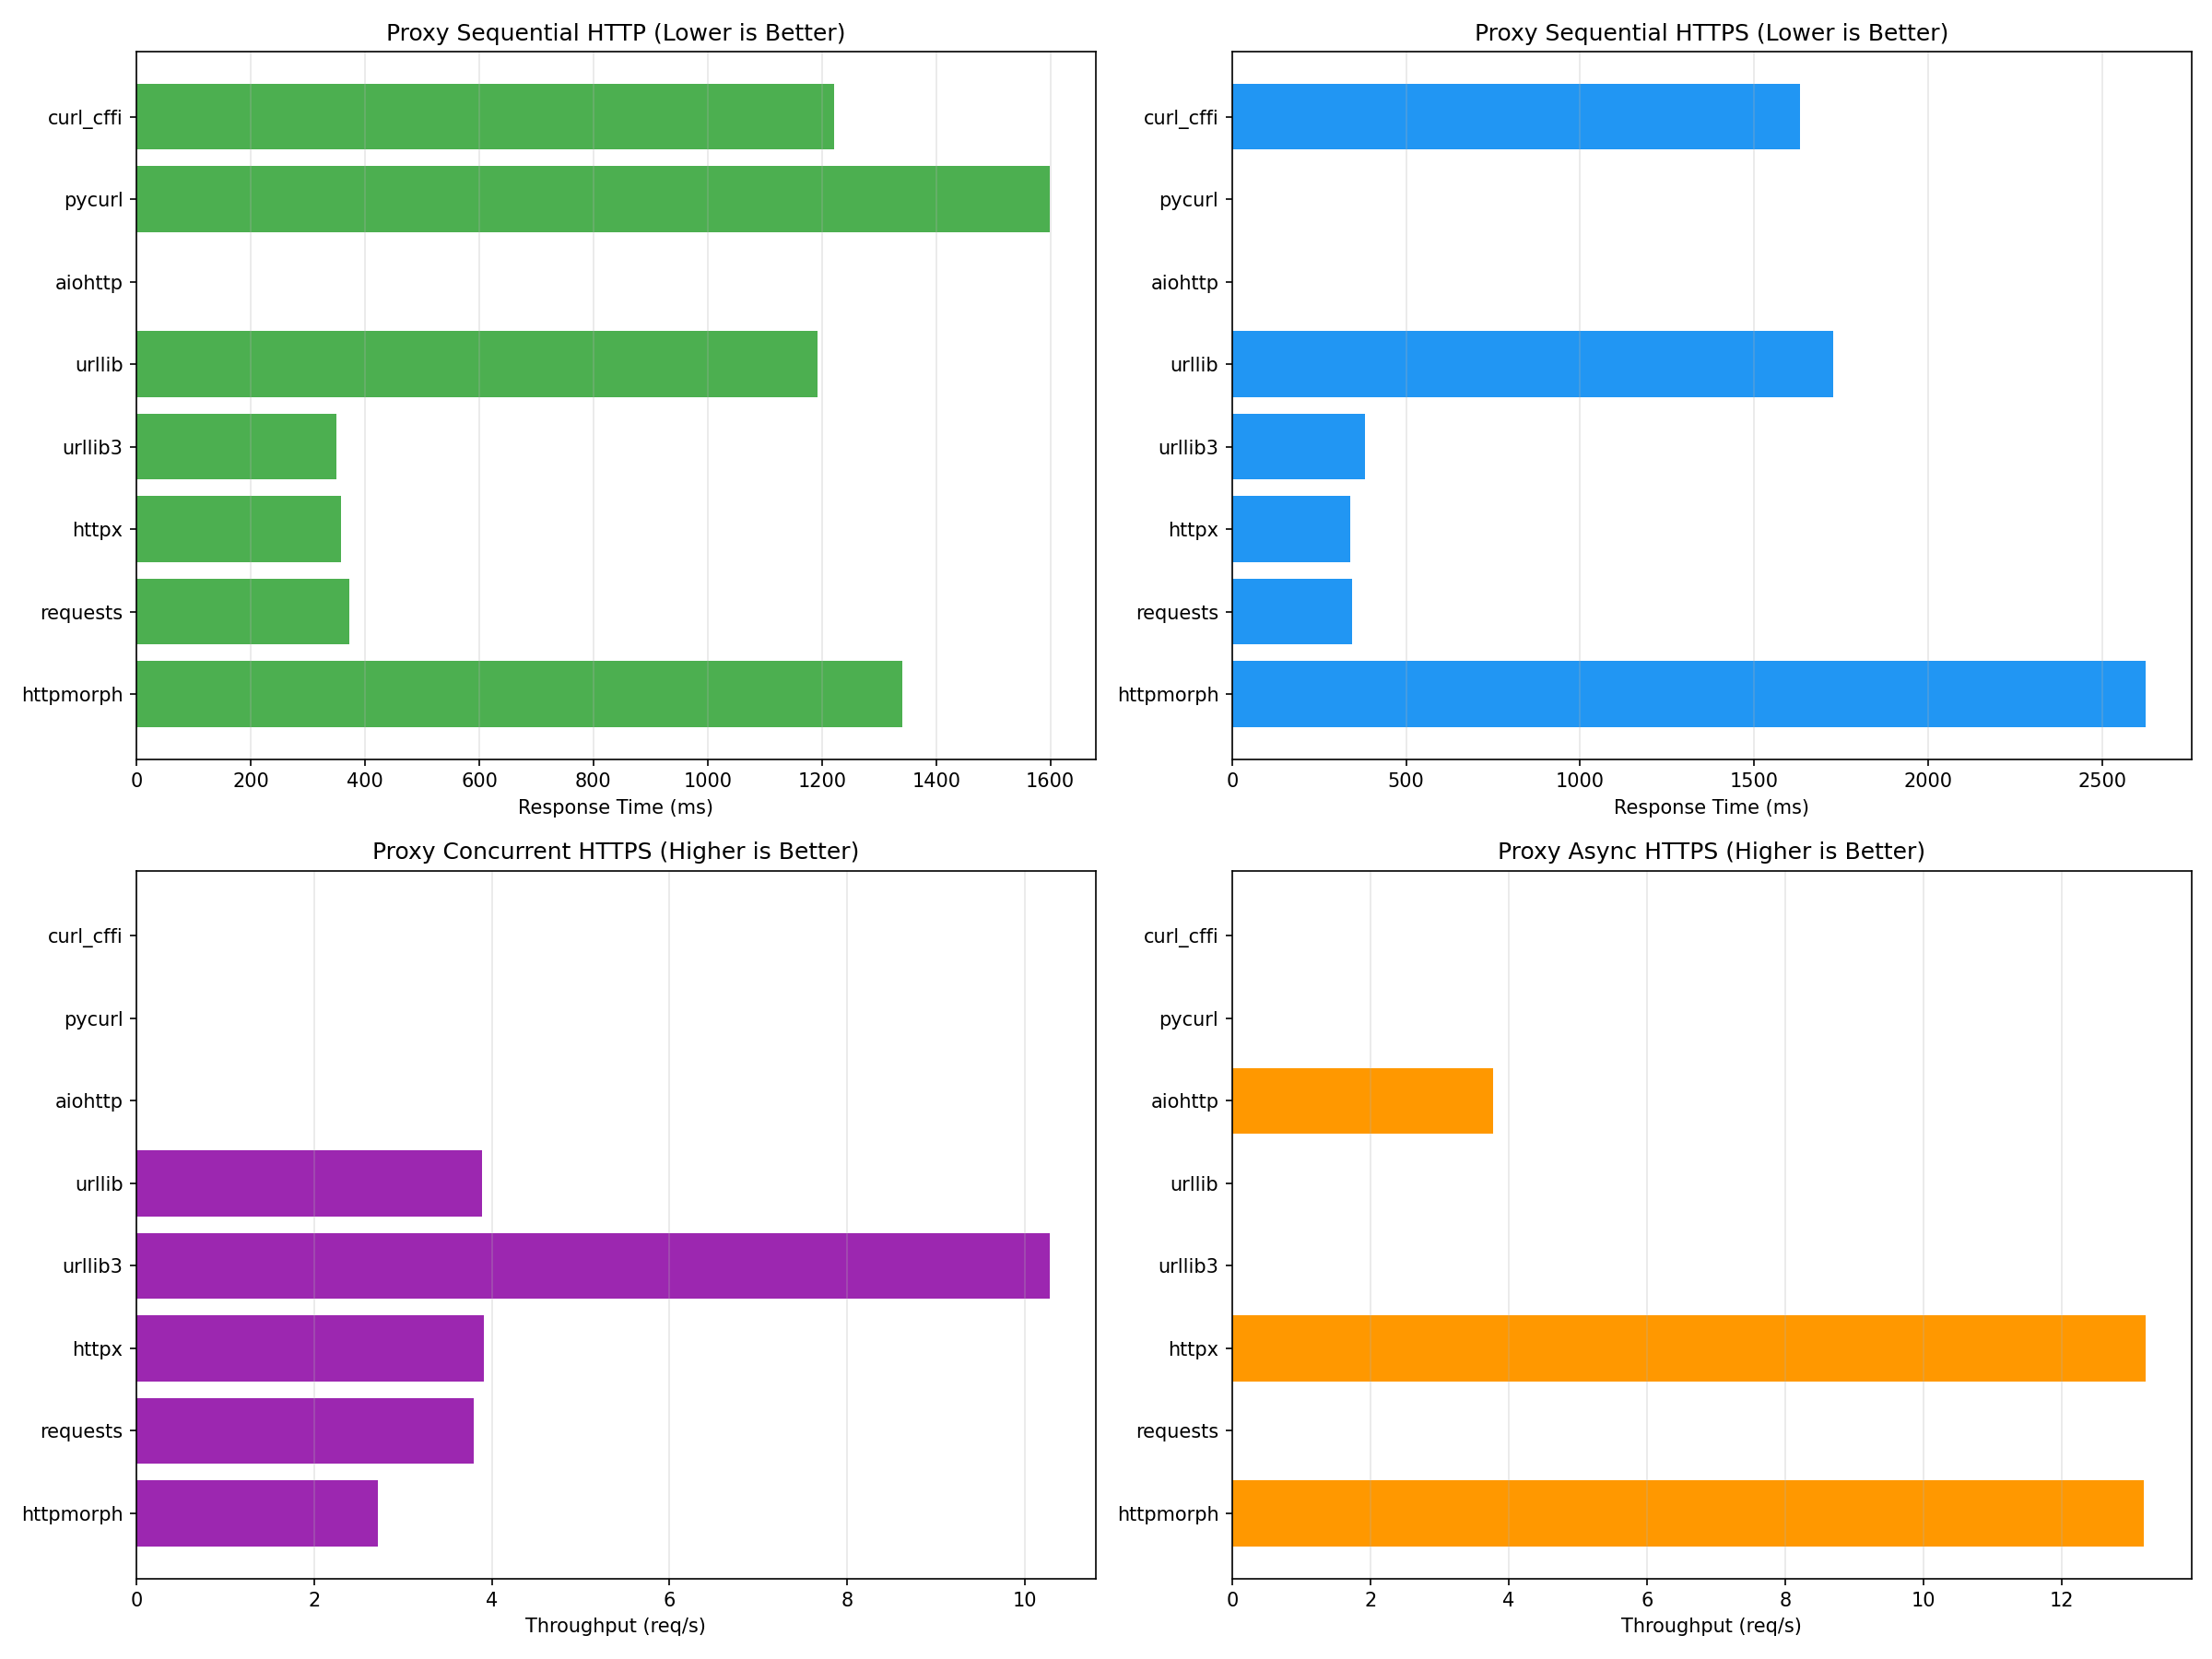 Proxy Sequential HTTP (Lower is Better)
curl_cffi
pycurl
aiohttp
urllib
urllib3
httpx
requests
httpmorph
0 200 400 600 800 1000 1200 1400 1600
Response Time (ms)
Proxy Sequential HTTPS (Lower is Better)
curl_cffi
pycurl
aiohttp
urllib
urllib3
httpx
requests
httpmorph
0 500 1000 1500 2000 2500
Response Time (ms)
Proxy Concurrent HTTPS (Higher is Better)
curl_cffi
pycurl
aiohttp
urllib
urllib3
httpx
requests
httpmorph
0 2 4 6 8 10
Throughput (req/s)
Proxy Async HTTPS (Higher is Better)
curl_cffi
pycurl
aiohttp
urllib
urllib3
httpx
requests
httpmorph
0 2 4 6 8 10 12
Throughput (req/s)